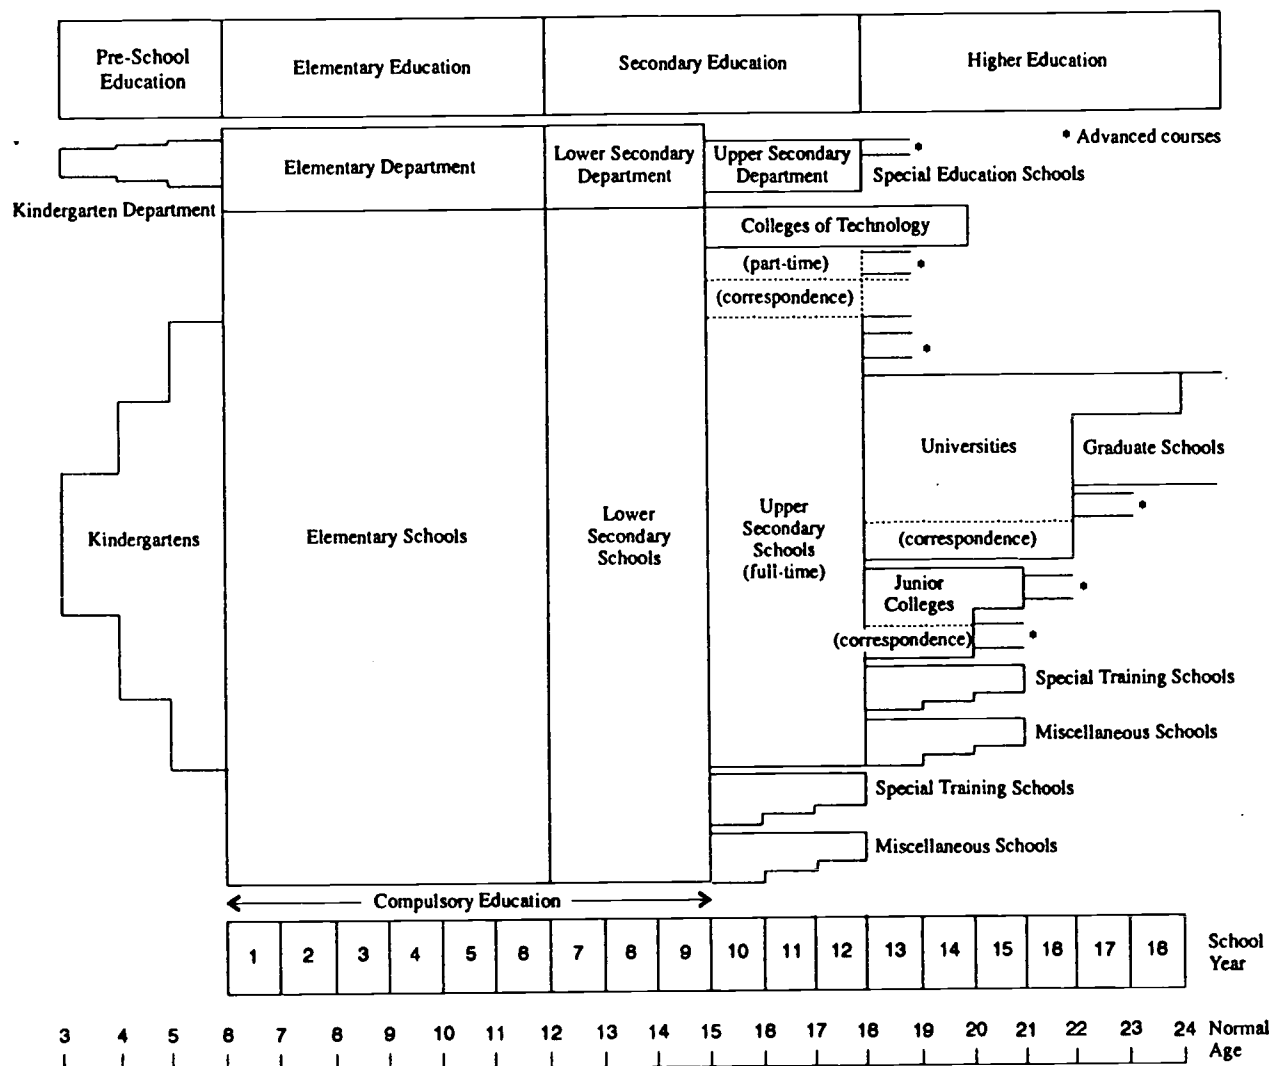 Pre-School
Education
Elementary Education
Secondary Education
Higher Education
* Advanced courses
Elementary Department
Lower Secondary
Department
Upper Secondary
Department
*
Special Education Schools
Kindergarten Department
Colleges of Technology
(part-time)
*
(correspondence)
*
Universities
Graduate Schools
*
(correspondence)
Kindergartens
Elementary Schools
Lower
Secondary
Schools
Upper
Secondary
Schools
(full-time)
Junior
Colleges
*
(correspondence)
*
Special Training Schools
Miscellaneous Schools
Special Training Schools
Miscellaneous Schools
Compulsory Education
1 2 3 4 5 6 7 8 9 10 11 12 13 14 15 16 17 18
School
Year
3 4 5 6 7 8 9 10 11 12 13 14 15 16 17 18 19 20 21 22 23 24
Normal
Age